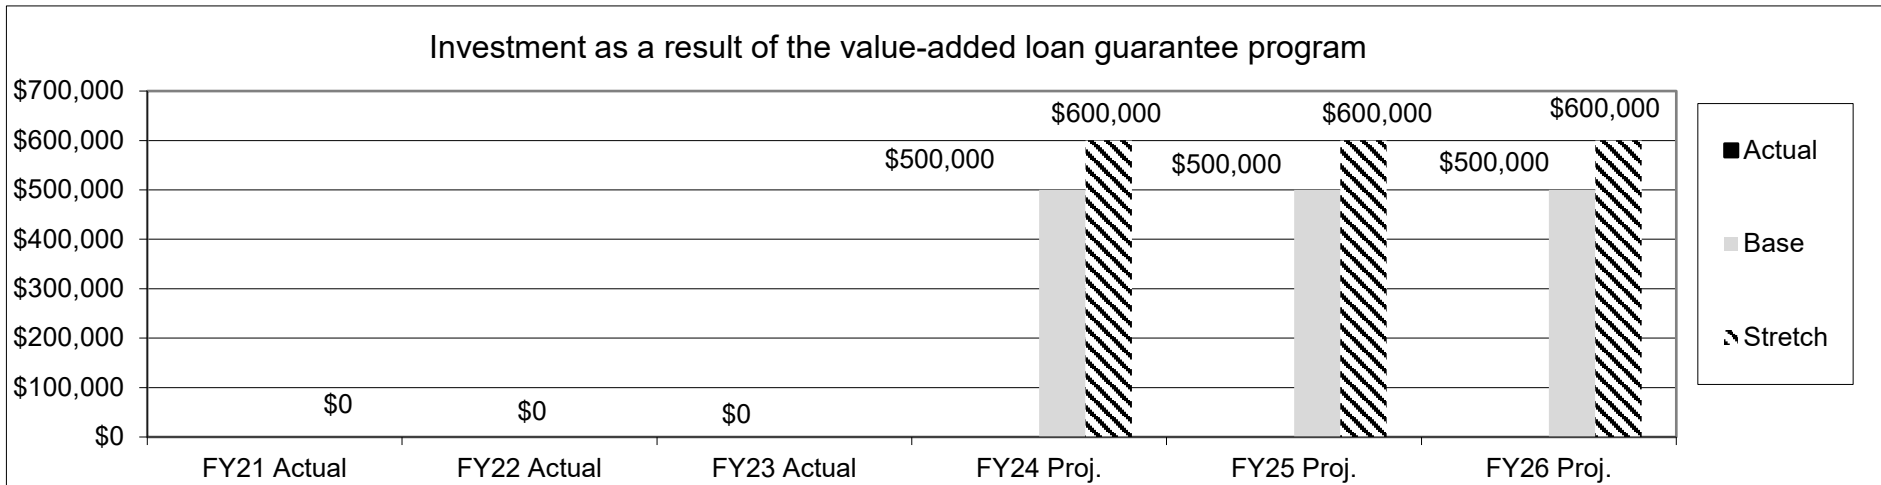 Investment as a result of the value-added loan guarantee program
$700,000
$600,000
$500,000
$400,000
$300,000
$200,000
$100,000
$0
$0
$0
$0
$500,000
$600,000
$500,000
$600,000
$500,000
$600,000
FY21 Actual
FY22 Actual
FY23 Actual
FY24 Proj.
FY25 Proj.
FY26 Proj.
Actual
Base
Stretch